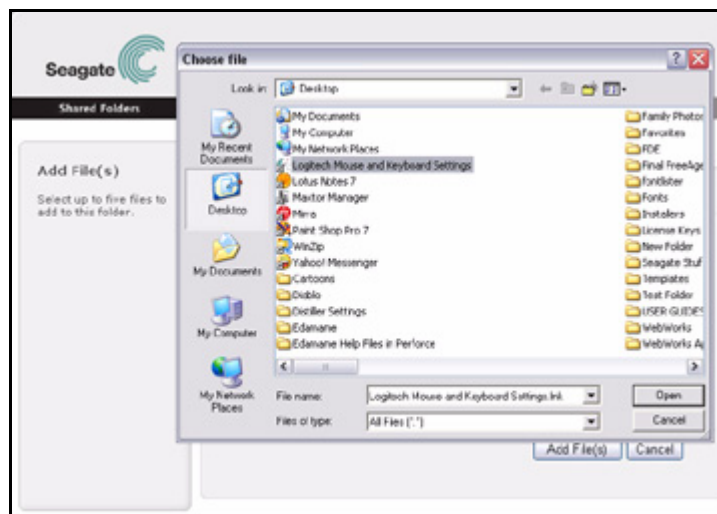 Seagate
Shared Folders
Add File(s)
Select up to five files to
add to this folder.
Choose file
Look in:
Desktop
My Recent
Documents
Desktop
My Documents
My Computer
My Network
Places
My Documents
My Computer
My Network Places
Logitech Mouse and Keyboard Settings
Lotus Notes 7
Maxtor Manager
Mirra
Paint Shop Pro 7
WinZip
Yahoo! Messenger
Cartoons
Diablo
Distiller Settings
Edamane
Edamane Help Files in Perforce
Family Photos
Favorites
FDE
Final FreeAge
fontlister
Fonts
Installers
License Keys
New Folder
Seagate Stuf
Templates
Test Folder
USER GUIDES
WebWorks
WebWorks A
File name:
Logitech Mouse and Keyboard Settings.lnk
Open
Files of type:
All Files (*.*)
Cancel
Add File(s)
Cancel